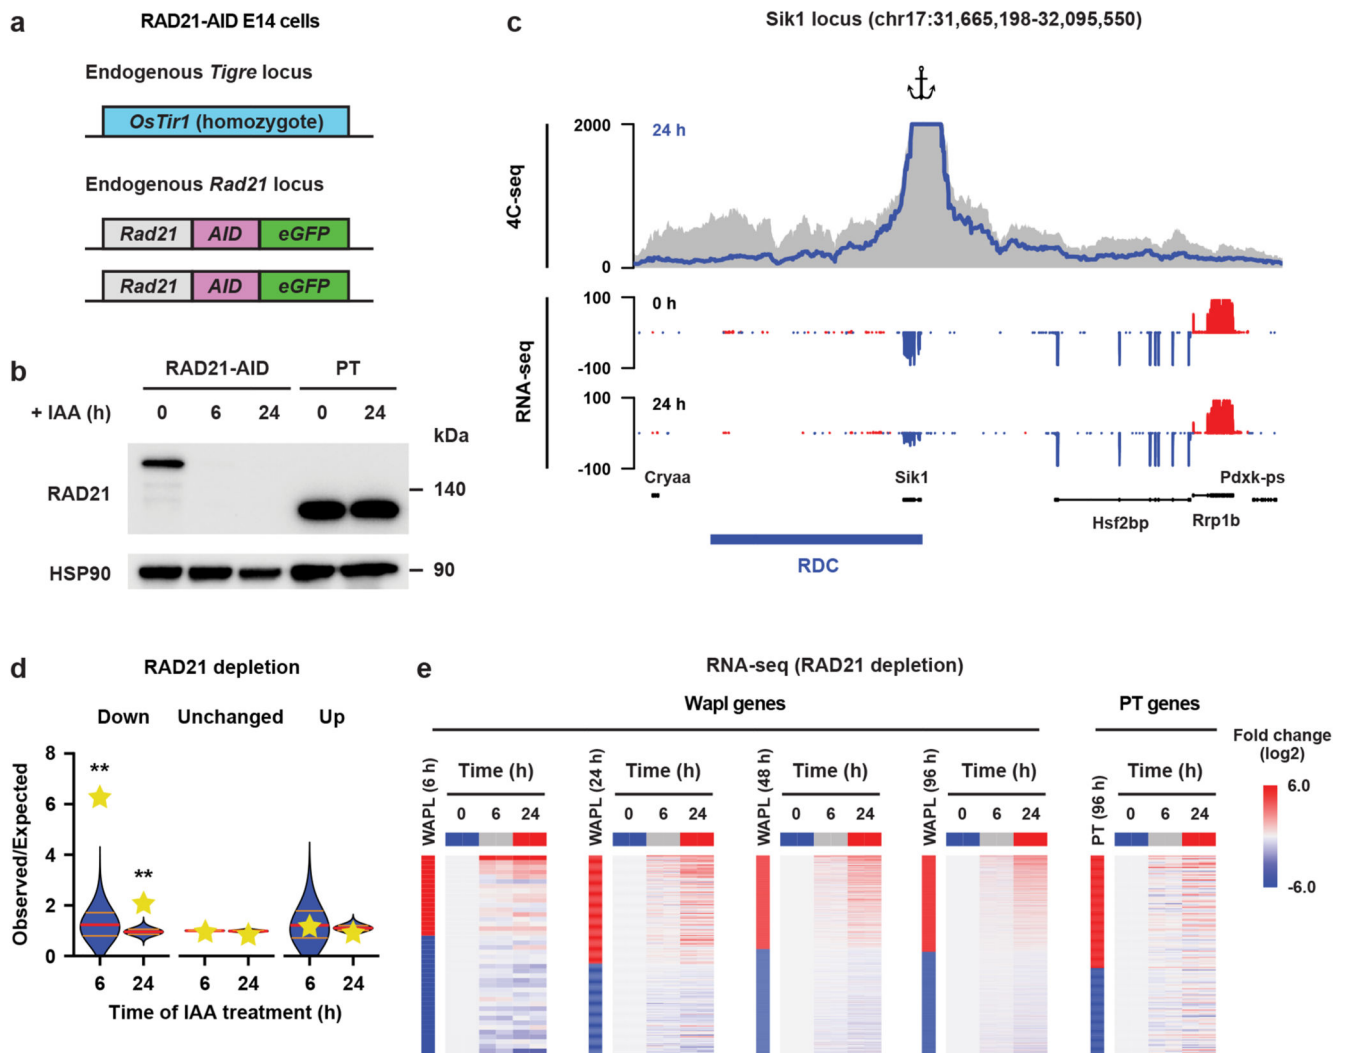 a
RAD21-AID E14 cells
Endogenous Tigre locus
OsTir1 (homozygote)
Endogenous Rad21 locus
Rad21 AID eGFP
Rad21 AID eGFP
b
RAD21-AID PT
+ IAA (h) 0 6 24 0 24
kDa
RAD21
140
HSP90
90
c
Sik1 locus (chr17:31,665,198-32,095,550)
4C-seq
2000
24 h
0
RNA-seq
100
0 h
-100
100
24 h
-100
Cryaa Sik1 Pdxk-ps
Hsf2bp Rrp1b
RDC
d
RAD21 depletion
Down Unchanged Up
Observed/Expected
8
6
4
2
0
**
**
6 24 6 24 6 24
Time of IAA treatment (h)
e
RNA-seq (RAD21 depletion)
Wapl genes PT genes
WAPL (6 h)
Time (h)
0 6 24
WAPL (24 h)
Time (h)
0 6 24
WAPL (48 h)
Time (h)
0 6 24
WAPL (96 h)
Time (h)
0 6 24
PT (96 h)
Time (h)
0 6 24
Fold change
(log2)
6.0
-6.0